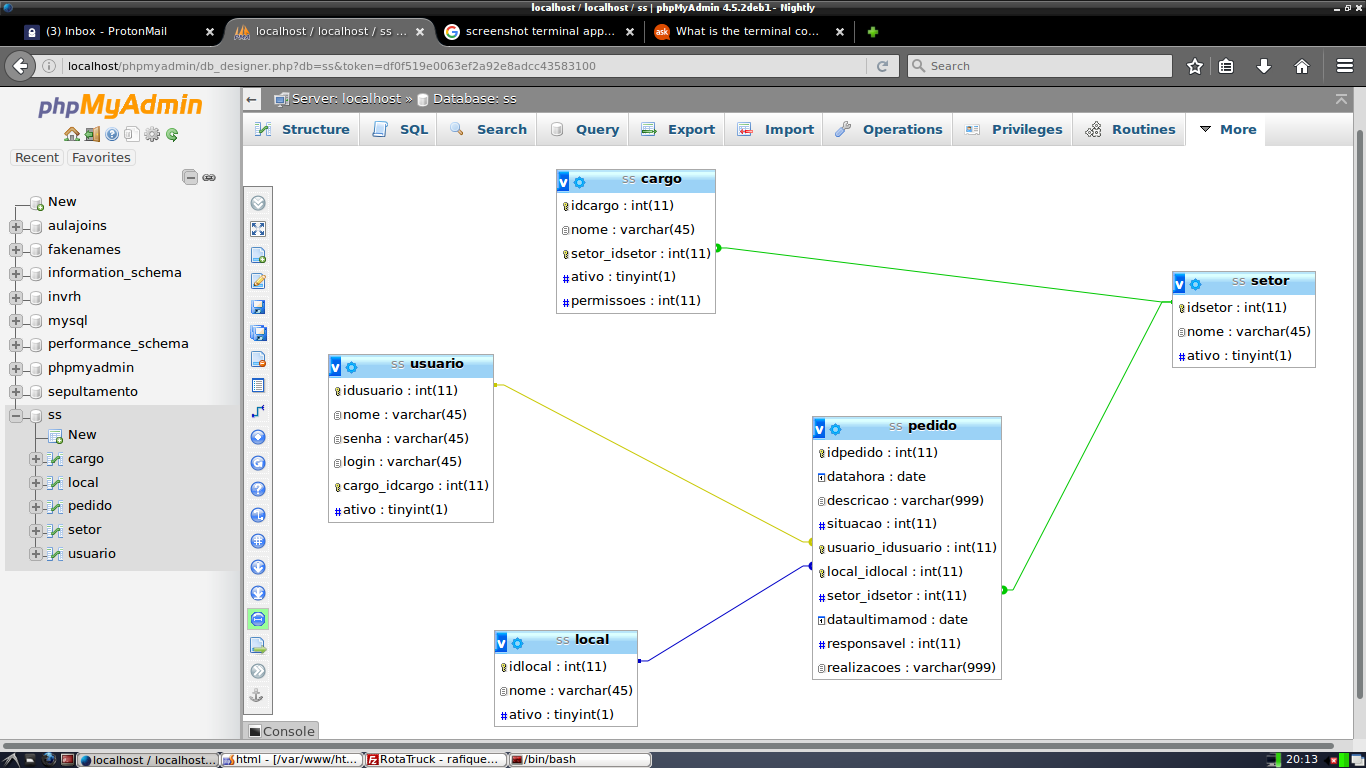 localhost / localhost / ss | phpMyAdmin 4.5.2deb1 - Nightly
(3) Inbox - ProtonMail
localhost / localhost / ss ...
screenshot terminal app...
What is the terminal co...
localhost/phpmyadmin/db_designer.php?db=ss&token=df0f519e0063ef2a92e8adcc43583100
Search
phpMyAdmin
Recent
Favorites
New
aulajoins
fakenames
information_schema
invrh
mysql
performance_schema
phpmyadmin
sepultamento
ss
New
cargo
local
pedido
setor
usuario
Server: localhost » Database: ss
Structure
SQL
Search
Query
Export
Import
Operations
Privileges
Routines
More
v ss cargo
idcargo : int(11)
nome : varchar(45)
setor_idsetor : int(11)
# ativo : tinyint(1)
# permissoes : int(11)
v ss setor
idsetor : int(11)
nome : varchar(45)
# ativo : tinyint(1)
v ss usuario
idusuario : int(11)
nome : varchar(45)
senha : varchar(45)
login : varchar(45)
cargo_idcargo : int(11)
# ativo : tinyint(1)
v ss pedido
idpedido : int(11)
datahora : date
descricao : varchar(999)
# situacao : int(11)
usuario_idusuario : int(11)
local_idlocal : int(11)
# setor_idsetor : int(11)
dataultimamod : date
# responsavel : int(11)
realizacoes : varchar(999)
v ss local
idlocal : int(11)
nome : varchar(45)
# ativo : tinyint(1)
Console
localhost / localhost...
html - [/var/www/ht...
RotaTruck - rafique...
/bin/bash
20:13